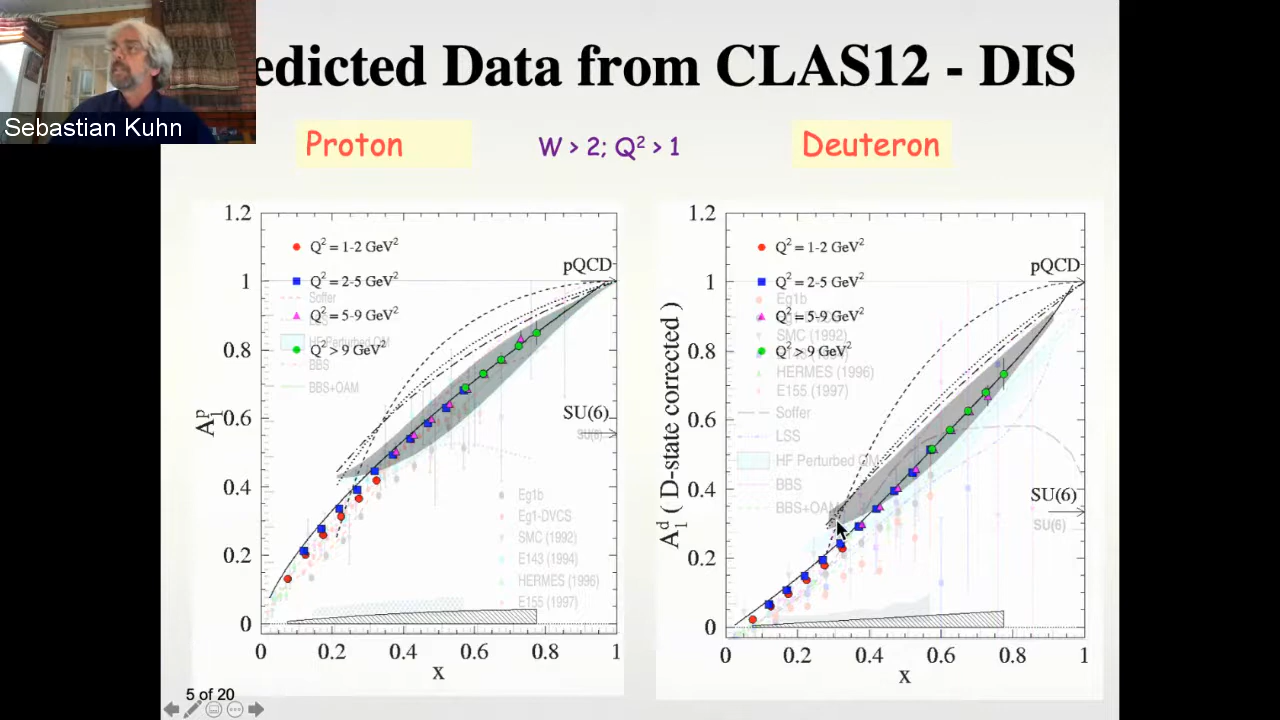 edicted Data from CLAS12 - DIS
Sebastian Kuhn
Proton
W > 2; Q² > 1
Deuteron
1.2
1
0.8
0.6
0.4
0.2
0
A₁ᵖ
Q² = 1-2 GeV²
Q² = 2-5 GeV²
Q² = 5-9 GeV²
Q² > 9 GeV²
Soffer
HF Perturbed QM
BBS
BBS+OAM
pQCD
SU(6)
SU(6)
Eg1b
Eg1-DVCS
SMC (1992)
E143 (1994)
HERMES (1996)
E155 (1997)
0 0.2 0.4 0.6 0.8 1
x
1.2
1
0.8
0.6
0.4
0.2
0
A₁ᵈ ( D-state corrected )
Q² = 1-2 GeV²
Q² = 2-5 GeV²
Eg1b
Q² = 5-9 GeV²
SMC (1992)
Q² > 9 GeV²
HERMES (1996)
E155 (1997)
Soffer
LSS
HF Perturbed QM
BBS
BBS+OAM
pQCD
SU(6)
SU(6)
0 0.2 0.4 0.6 0.8 1
x
5 of 20